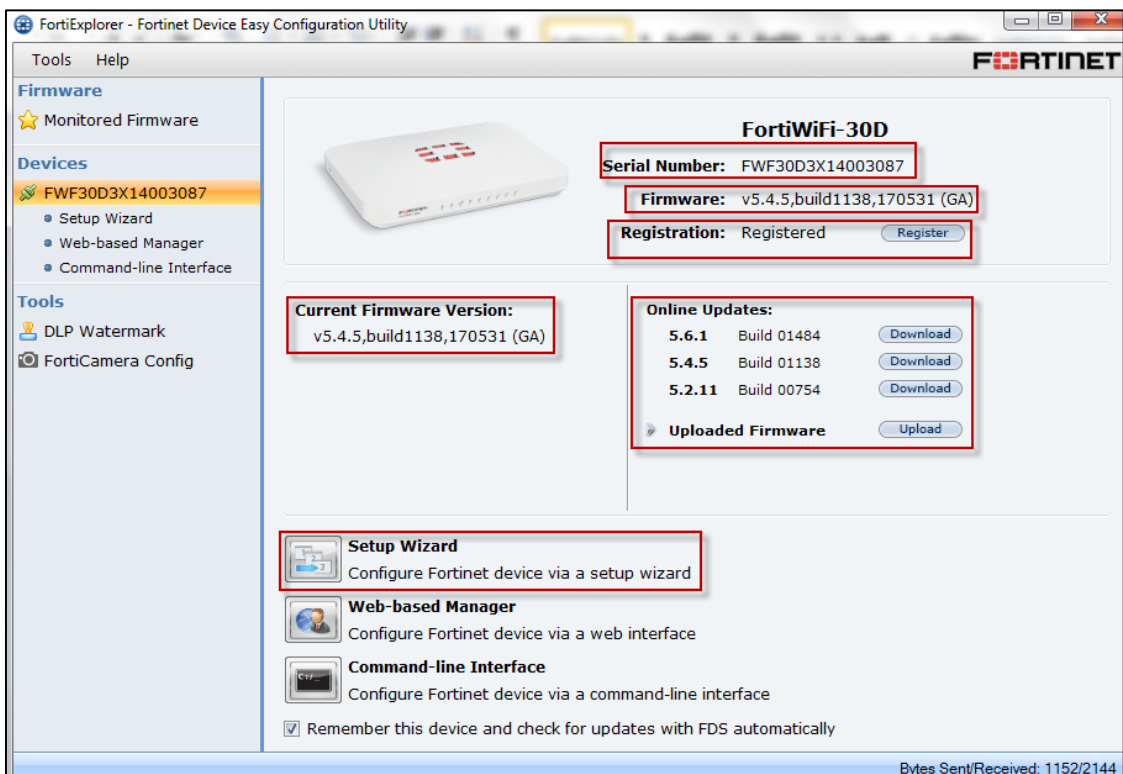 FortiExplorer - Fortinet Device Easy Configuration Utility
Tools Help
FORTINET
Firmware
Monitored Firmware
Devices
FWF30D3X14003087
Setup Wizard
Web-based Manager
Command-line Interface
Tools
DLP Watermark
FortiCamera Config
FortiWiFi-30D
Serial Number: FWF30D3X14003087
Firmware: v5.4.5,build1138,170531 (GA)
Registration: Registered Register
Current Firmware Version:
v5.4.5,build1138,170531 (GA)
Online Updates:
5.6.1 Build 01484 Download
5.4.5 Build 01138 Download
5.2.11 Build 00754 Download
Uploaded Firmware Upload
Setup Wizard
Configure Fortinet device via a setup wizard
Web-based Manager
Configure Fortinet device via a web interface
Command-line Interface
Configure Fortinet device via a command-line interface
Remember this device and check for updates with FDS automatically
Bytes Sent/Received: 1152/2144